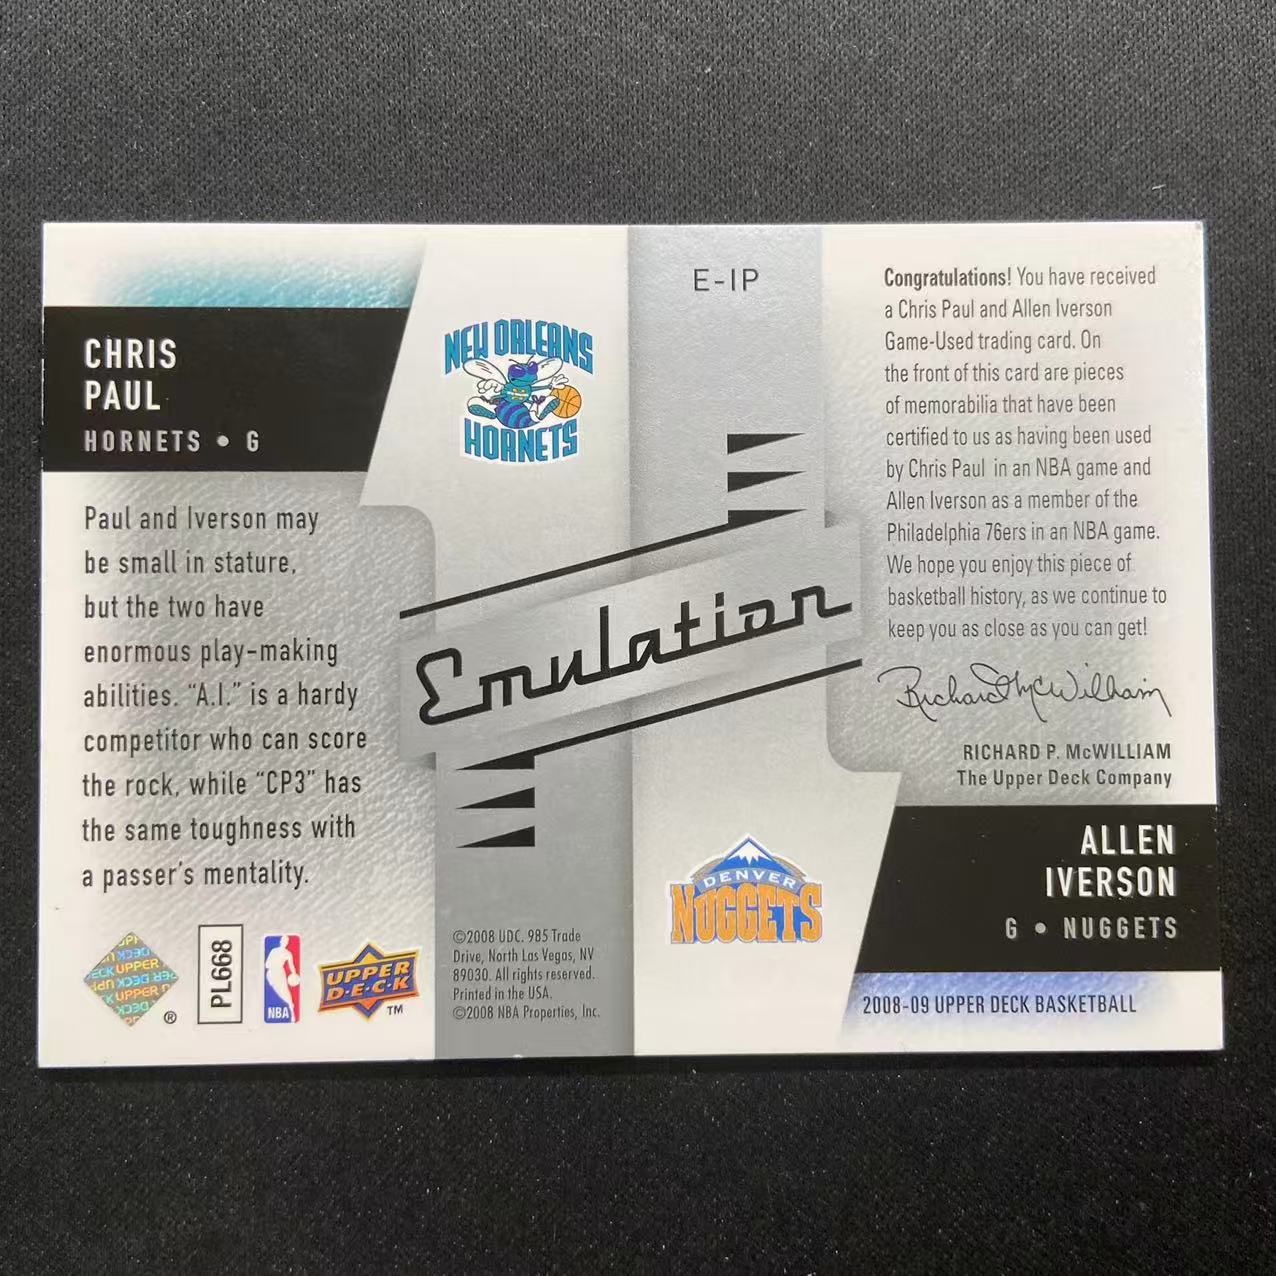 CHRIS
PAUL
HORNETS • G
Paul and Iverson may
be small in stature,
but the two have
enormous play-making
abilities. "A.I." is a hardy
competitor who can score
the rock, while "CP3" has
the same toughness with
a passer's mentality.
UPPER
PL668
NBA
UPPER
D·E·C·K
TM
®
NEW ORLEANS
HORNETS
Emulation
©2008 UDC. 985 Trade
Drive, North Las Vegas, NV
89030. All rights reserved.
Printed in the USA.
©2008 NBA Properties, Inc.
E-IP
DENVER
NUGGETS
Congratulations! You have received
a Chris Paul and Allen Iverson
Game-Used trading card. On
the front of this card are pieces
of memorabilia that have been
certified to us as having been used
by Chris Paul in an NBA game and
Allen Iverson as a member of the
Philadelphia 76ers in an NBA game.
We hope you enjoy this piece of
basketball history, as we continue to
keep you as close as you can get!
Richard McWilliam
RICHARD P. McWILLIAM
The Upper Deck Company
ALLEN
IVERSON
G • NUGGETS
2008-09 UPPER DECK BASKETBALL